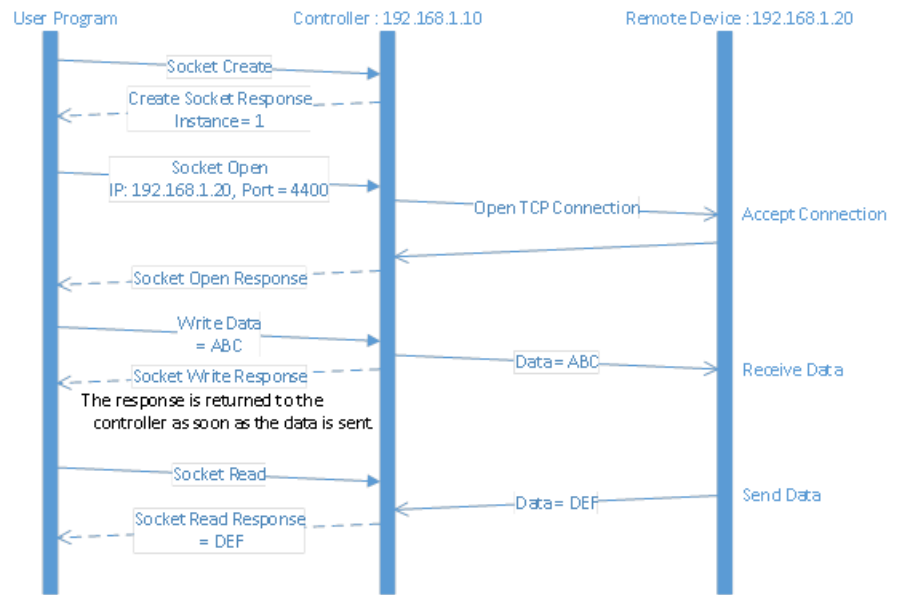 User Program
Controller : 192.168.1.10
Remote Device : 192.168.1.20
Socket Create
Create Socket Response
Instance = 1
Socket Open
IP: 192.168.1.20, Port = 4400
Open TCP Connection
Accept Connection
Socket Open Response
Write Data
= ABC
Data = ABC
Receive Data
Socket Write Response
The response is returned to the
controller as soon as the data is sent.
Socket Read
Send Data
Data = DEF
Socket Read Response
= DEF